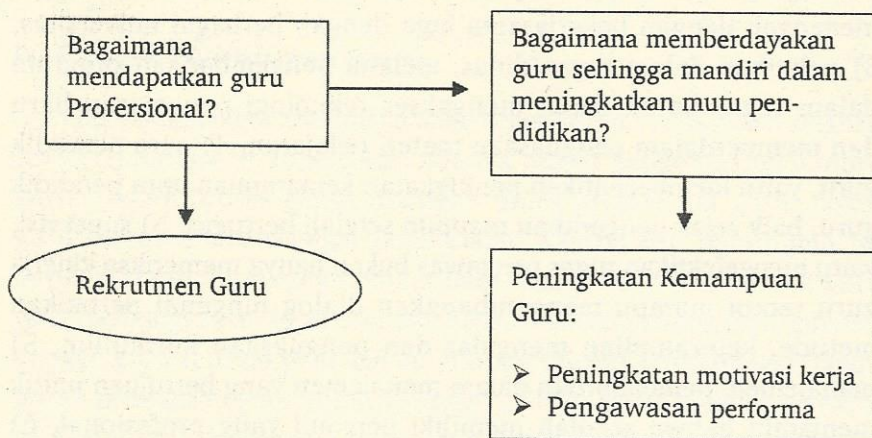 Bagaimana
mendapatkan guru
Profersional?
Bagaimana memberdayakan
guru sehingga mandiri dalam
meningkatkan mutu pen-
didikan?
Rekrutmen Guru
Peningkatan Kemampuan
Guru:
➢ Peningkatan motivasi kerja
➢ Pengawasan performa